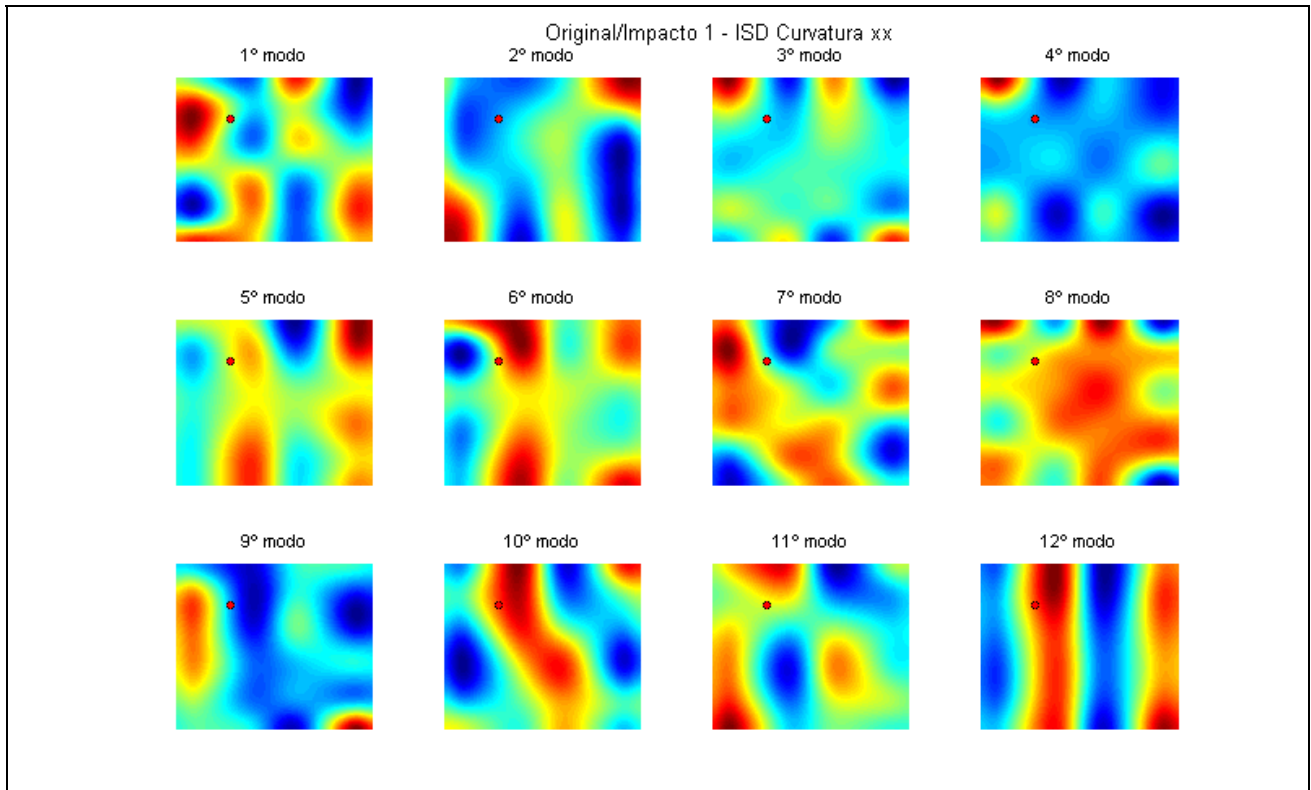 Original/Impacto 1 - ISD Curvatura xx
1º modo
2º modo
3º modo
4º modo
5º modo
6º modo
7º modo
8º modo
9º modo
10º modo
11º modo
12º modo